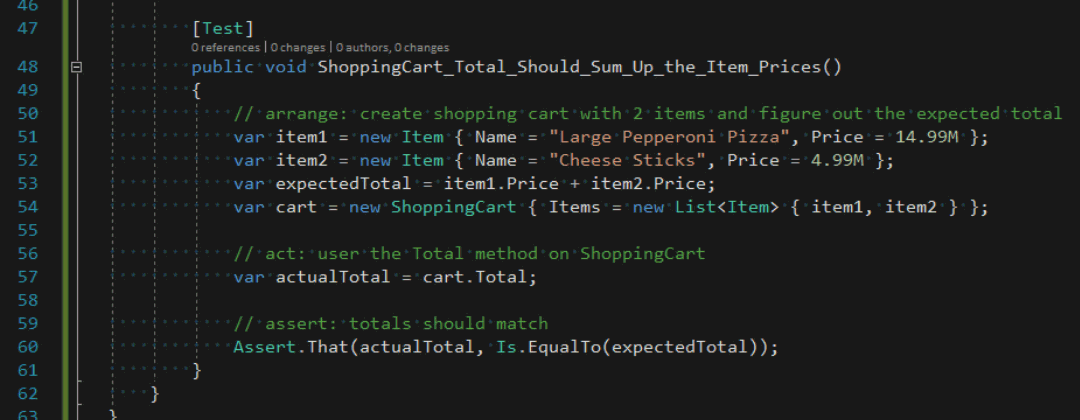 46
47 [Test]
0 references | 0 changes | 0 authors, 0 changes
48 public void ShoppingCart_Total_Should_Sum_Up_the_Item_Prices()
49 {
50 // arrange: create shopping cart with 2 items and figure out the expected total
51 var item1 = new Item { Name = "Large Pepperoni Pizza", Price = 14.99M };
52 var item2 = new Item { Name = "Cheese Sticks", Price = 4.99M };
53 var expectedTotal = item1.Price + item2.Price;
54 var cart = new ShoppingCart { Items = new List<Item> { item1, item2 } };
55
56 // act: user the Total method on ShoppingCart
57 var actualTotal = cart.Total;
58
59 // assert: totals should match
60 Assert.That(actualTotal, Is.EqualTo(expectedTotal));
61 }
62 }
63 }